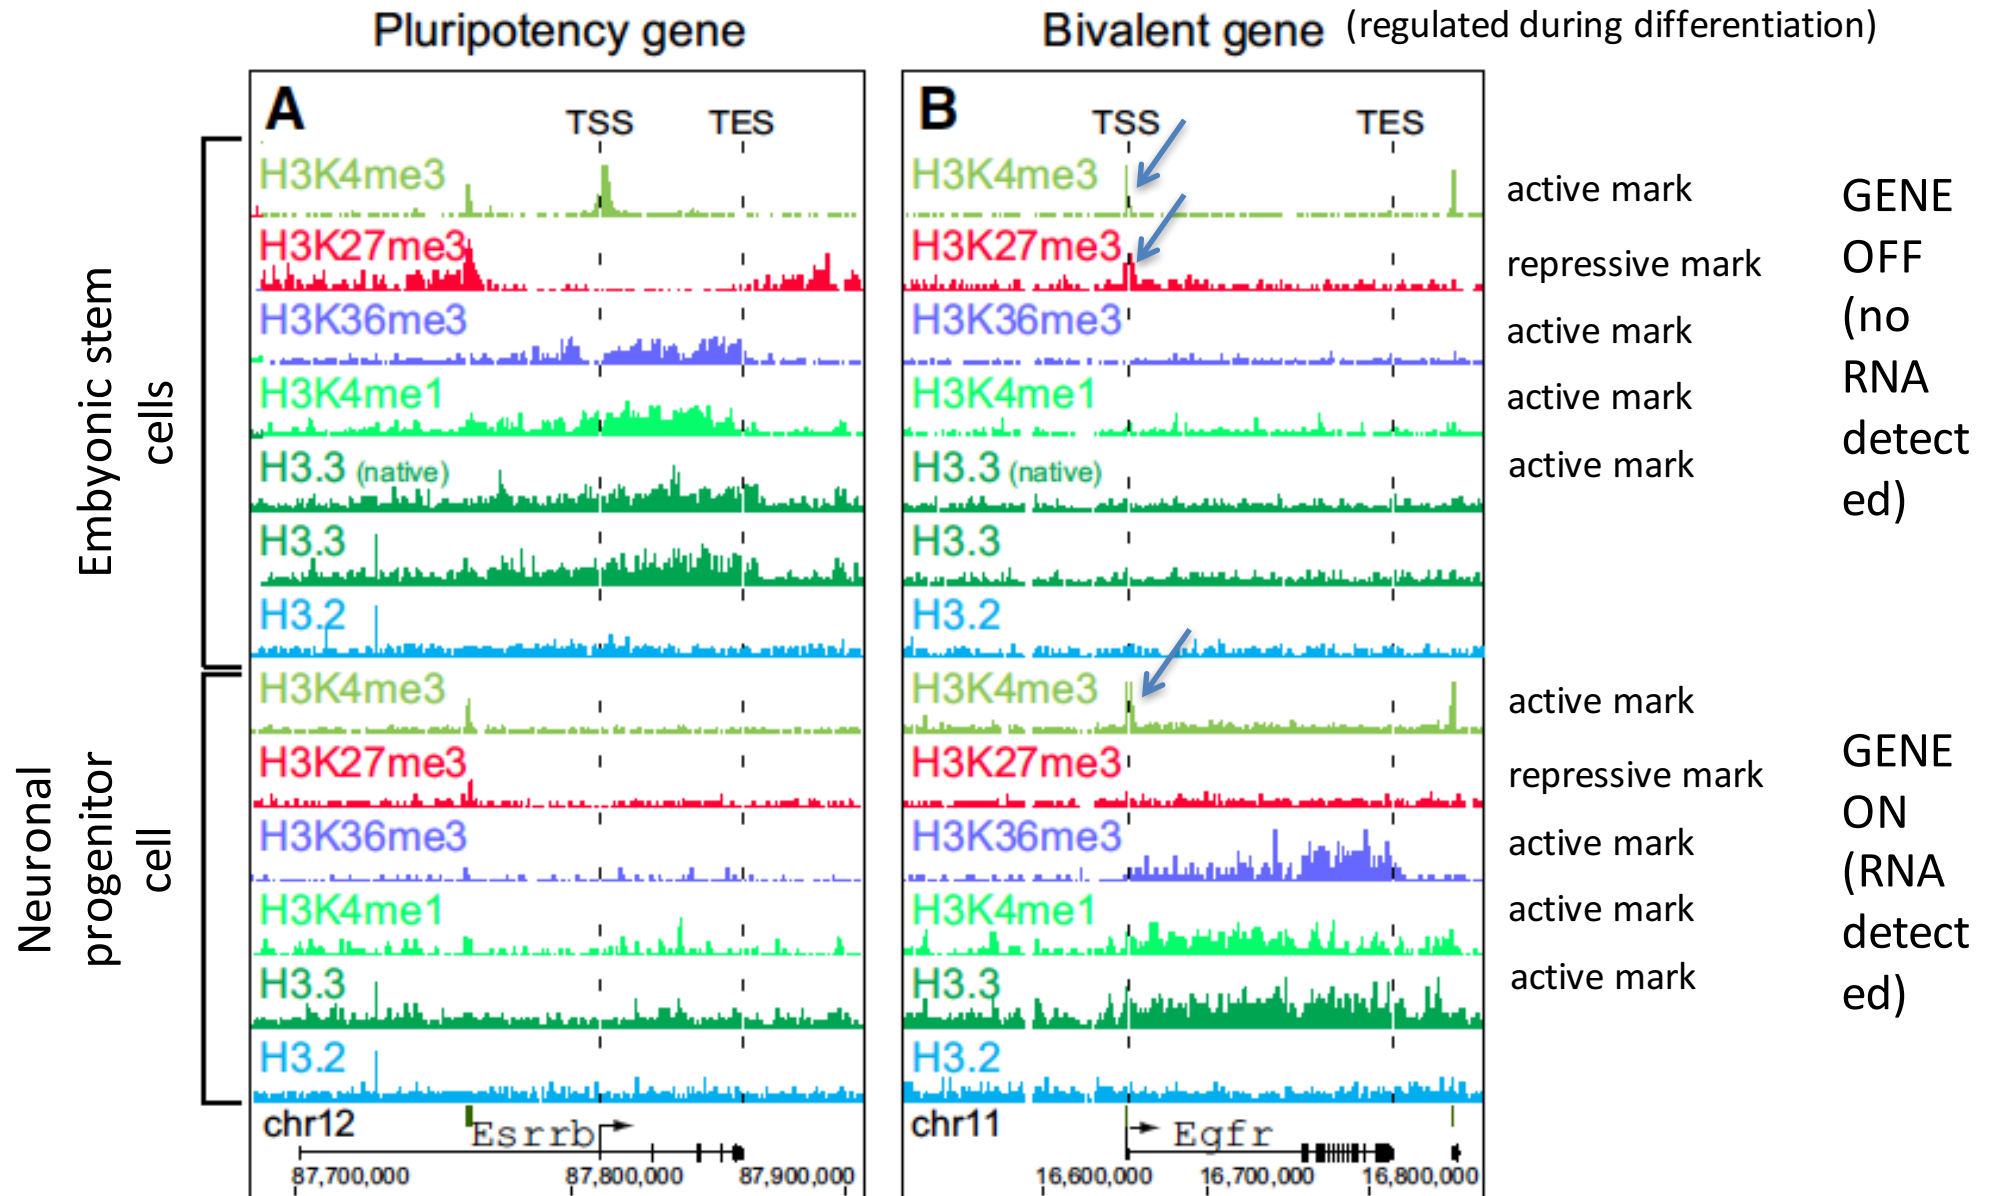 Pluripotency gene
Bivalent gene (regulated during differentiation)
Embyonic stem
cells
Neuronal
progenitor
cell
A
TSS TES
H3K4me3
H3K27me3
H3K36me3
H3K4me1
H3.3 (native)
H3.3
H3.2
H3K4me3
H3K27me3
H3K36me3
H3K4me1
H3.3
H3.2
chr12
Esrrb
87,700,000 87,800,000 87,900,000
B
TSS TES
H3K4me3
H3K27me3
H3K36me3
H3K4me1
H3.3 (native)
H3.3
H3.2
H3K4me3
H3K27me3
H3K36me3
H3K4me1
H3.3
H3.2
chr11
Egfr
16,600,000 16,700,000 16,800,000
active mark
repressive mark
active mark
active mark
active mark
active mark
repressive mark
active mark
active mark
active mark
GENE
OFF
(no
RNA
detect
ed)
GENE
ON
(RNA
detect
ed)